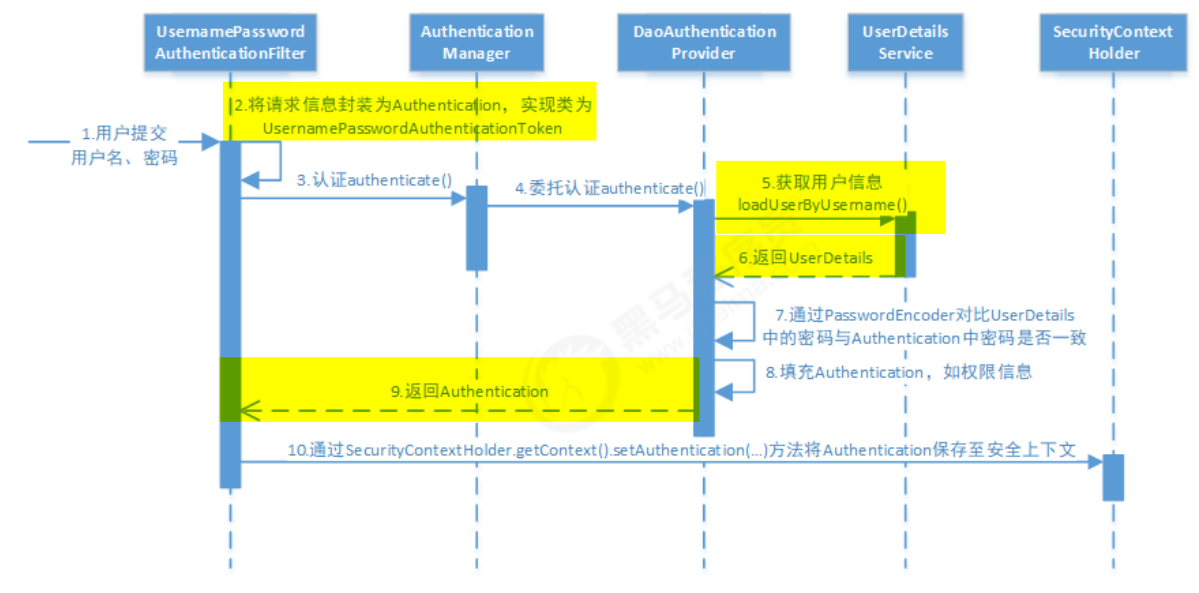 UsernamePassword
AuthenticationFilter
Authentication
Manager
DaoAuthentication
Provider
UserDetails
Service
SecurityContext
Holder
2.将请求信息封装为Authentication，实现类为
UsernamePasswordAuthenticationToken
1.用户提交
用户名、密码
3.认证authenticate()
4.委托认证authenticate()
5.获取用户信息
loadUserByUsername()
6.返回UserDetails
7.通过PasswordEncoder对比UserDetails
中的密码与Authentication中密码是否一致
8.填充Authentication，如权限信息
9.返回Authentication
10.通过SecurityContextHolder.getContext().setAuthentication(...)方法将Authentication保存至安全上下文